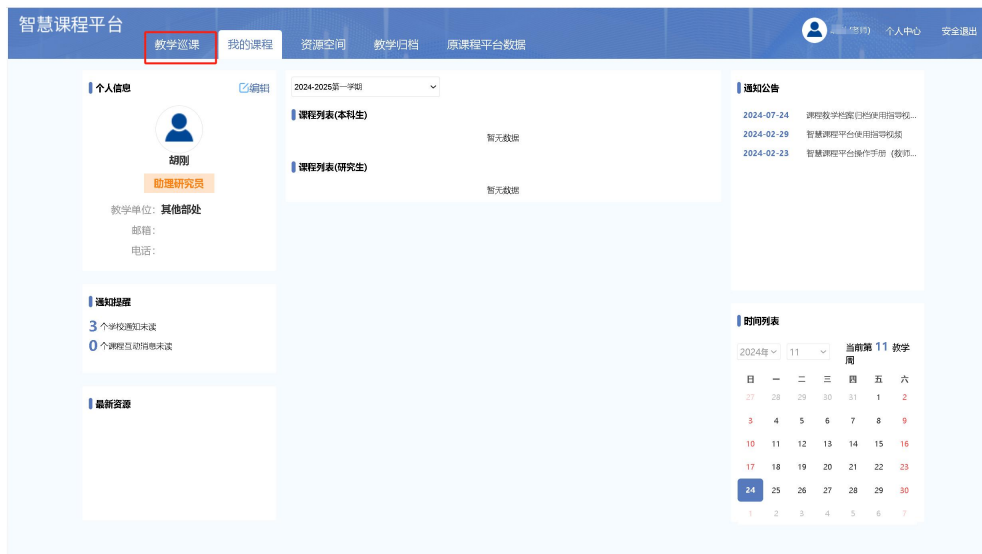 智慧课程平台
教学巡课 我的课程 资源空间 教学归档 原课程平台数据 个人中心 安全退出
个人信息 编辑
胡刚
助理研究员
教学单位: 其他部处
邮箱:
电话:
通知提醒
3 个学校通知未读
0 个课程互动消息未读
最新资源
2024-2025第一学期
课程列表(本科生)
暂无数据
课程列表(研究生)
暂无数据
通知公告
2024-07-24 课程教学档案归档使用指导视...
2024-02-29 智慧课程平台使用指导视频
2024-02-23 智慧课程平台操作手册 (教师...
时间列表
2024年 11 当前第 11 教学
周
日 一 二 三 四 五 六
27 28 29 30 31 1 2
3 4 5 6 7 8 9
10 11 12 13 14 15 16
17 18 19 20 21 22 23
24 25 26 27 28 29 30
1 2 3 4 5 6 7